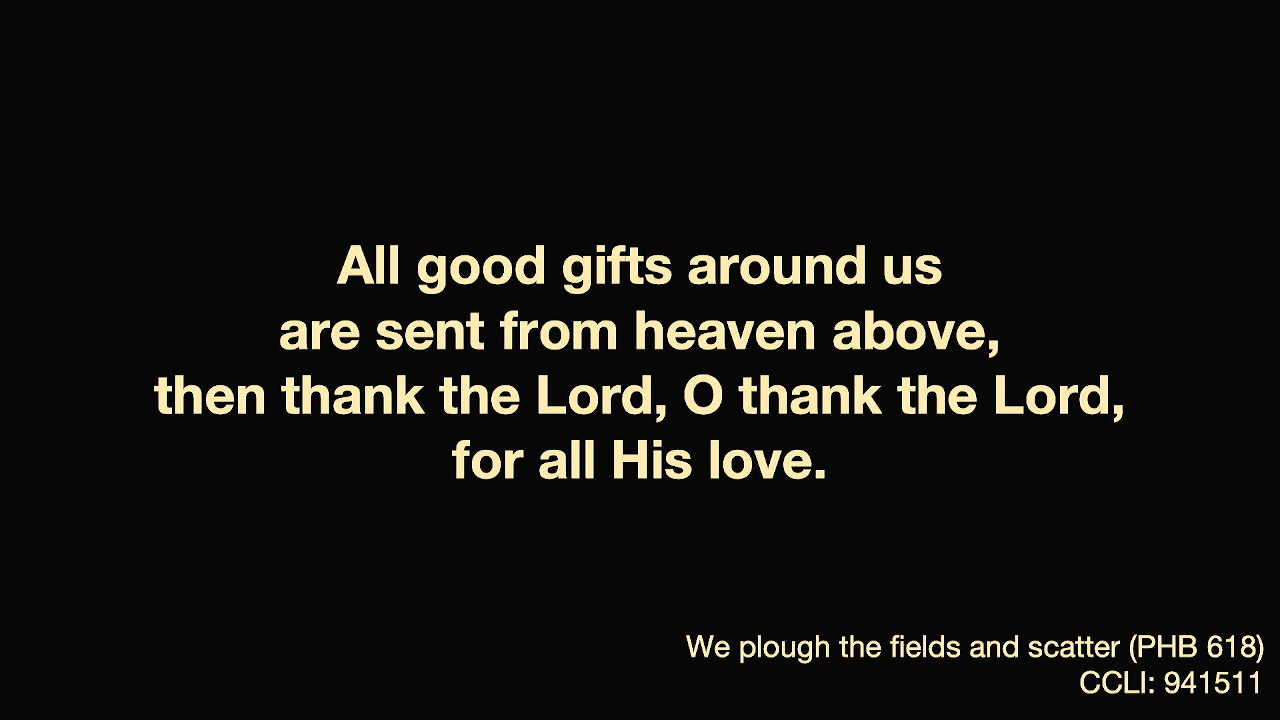 All good gifts around us
are sent from heaven above,
then thank the Lord, O thank the Lord,
for all His love.
We plough the fields and scatter (PHB 618)
CCLI: 941511